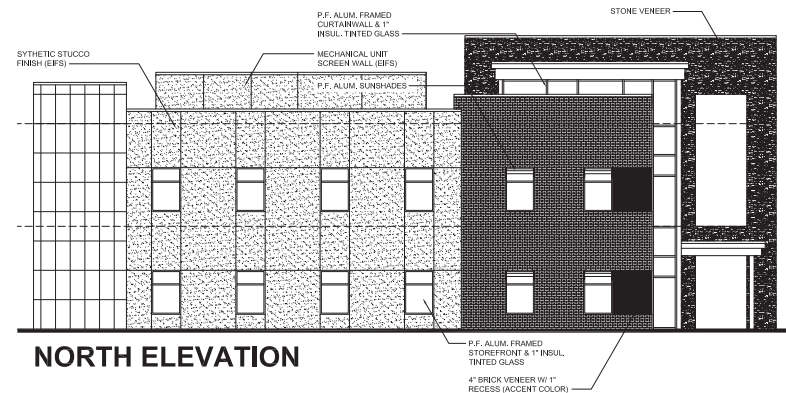 P.F. ALUM. FRAMED
CURTAINWALL & 1"
INSUL. TINTED GLASS
STONE VENEER
SYTHETIC STUCCO
FINISH (EIFS)
MECHANICAL UNIT
SCREEN WALL (EIFS)
P.F. ALUM. SUNSHADES
P.F. ALUM. FRAMED
STOREFRONT & 1" INSUL.
TINTED GLASS
4" BRICK VENEER W/ 1"
RECESS (ACCENT COLOR)
NORTH ELEVATION